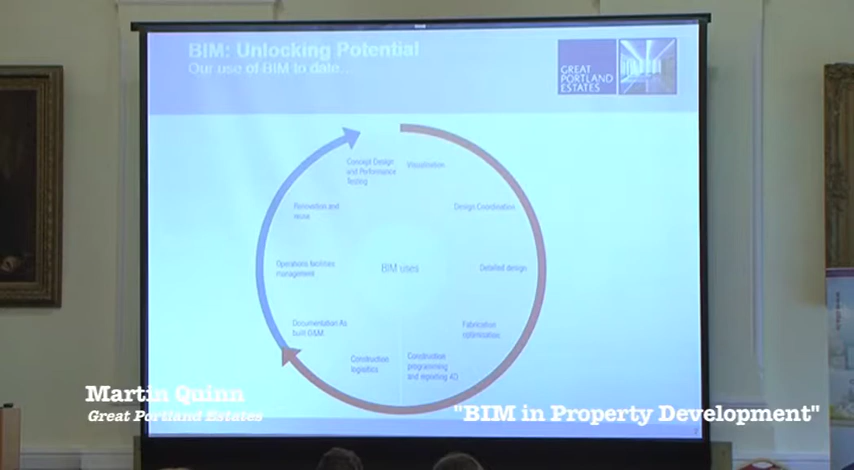 BIM: Unlocking Potential
Our use of BIM to date...
GREAT
PORTLAND
ESTATES
Concept Design
and Performance
Testing
Visualisation
Renovation and
reuse
Design Coordination
Operations facilities
management
BIM uses
Detailed design
Documentation As
built O&M
Fabrication
optimisation
Construction
logistics
Construction
programming
and reporting 4D
Martin Quinn
Great Portland Estates
"BIM in Property Development"